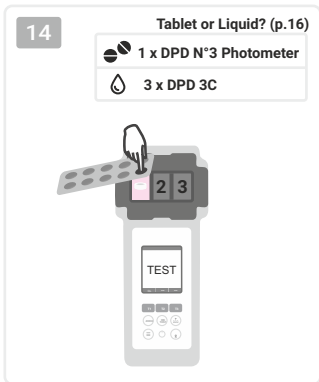 14
Tablet or Liquid? (p.16)
1 x DPD N°3 Photometer
3 x DPD 3C
2 3
TEST